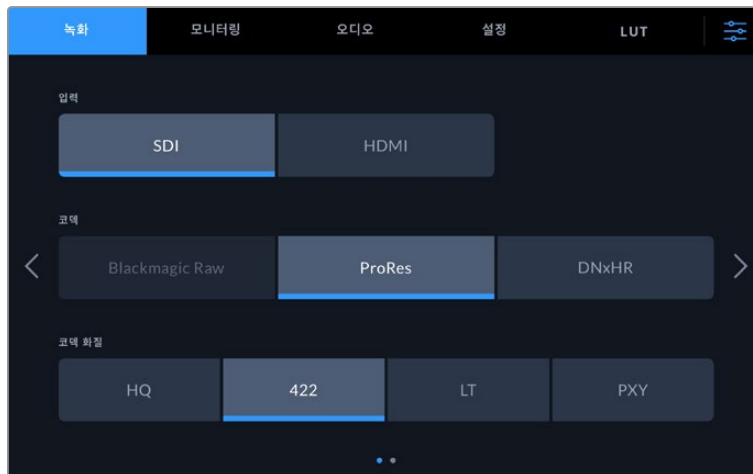 녹화 모니터링 오디오 설정 LUT
입력
SDI HDMI
코덱
Blackmagic Raw ProRes DNxHR
코덱 화질
HQ 422 LT PXY